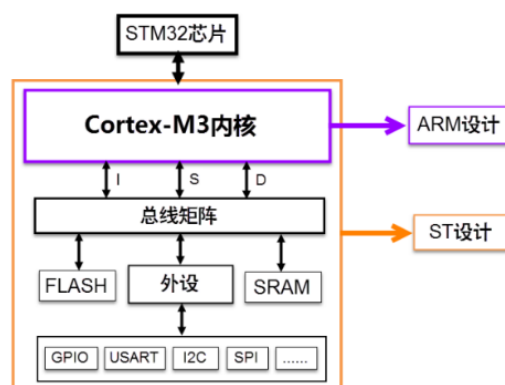 STM32芯片
Cortex-M3内核
ARM设计
I
S
D
总线矩阵
ST设计
FLASH
外设
SRAM
GPIO
USART
I2C
SPI
......